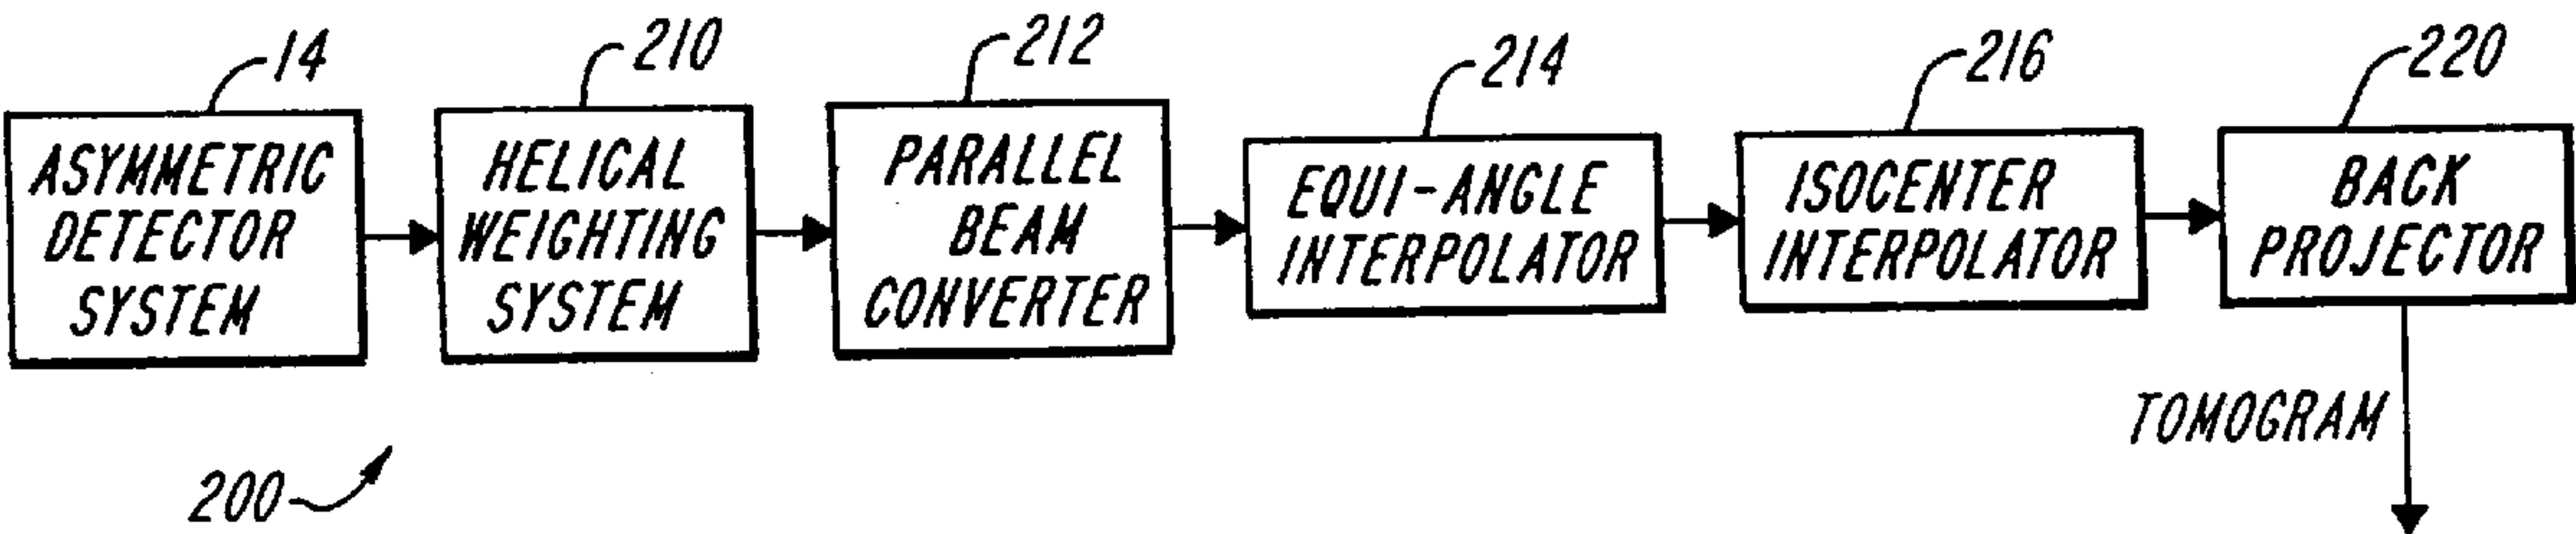 14
210
212
214
216
220
ASYMMETRIC
DETECTOR
SYSTEM
HELICAL
WEIGHTING
SYSTEM
PARALLEL
BEAM
CONVERTER
EQUI-ANGLE
INTERPOLATOR
ISOCENTER
INTERPOLATOR
BACK
PROJECTOR
TOMOGRAM
200